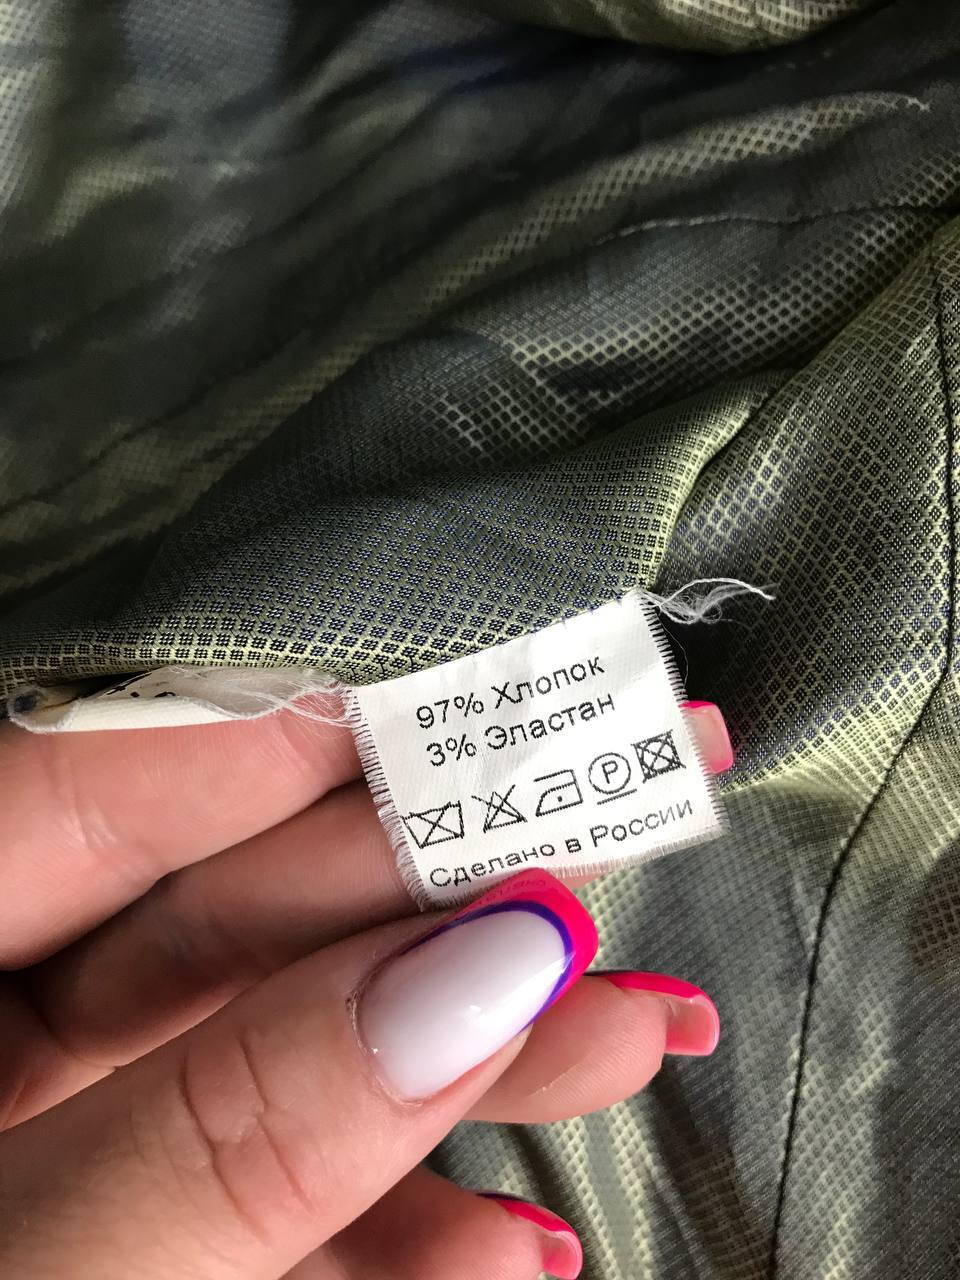 97% Хлопок
3% Эластан
P
Сделано в России